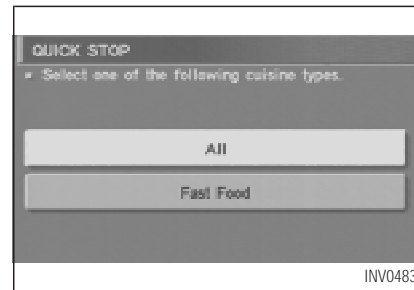 QUICK STOP
Select one of the following cuisine types.
All
Fast Food
INV0483